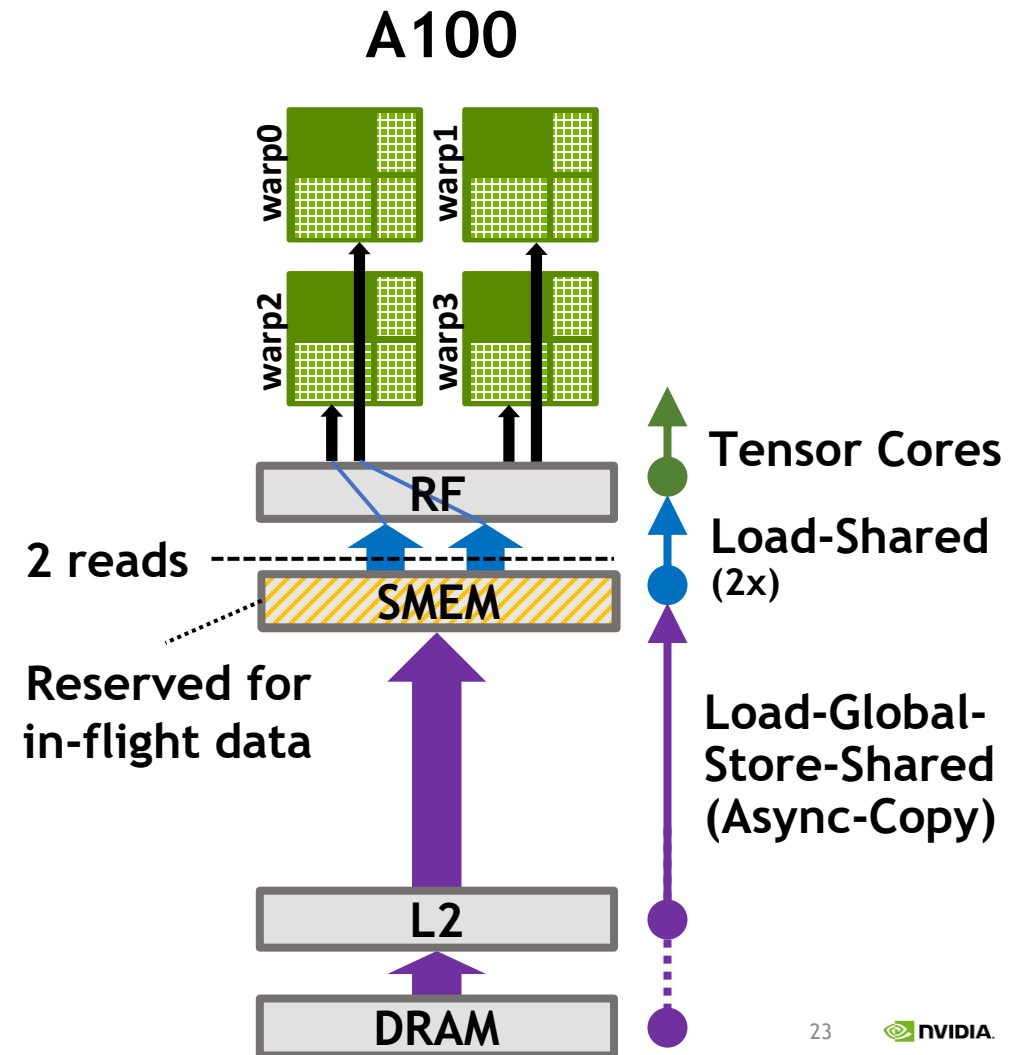 A100
warp0
warp1
warp2
warp3
RF
2 reads
SMEM
Reserved for
in-flight data
L2
DRAM
Tensor Cores
Load-Shared
(2x)
Load-Global-
Store-Shared
(Async-Copy)
23
NVIDIA.